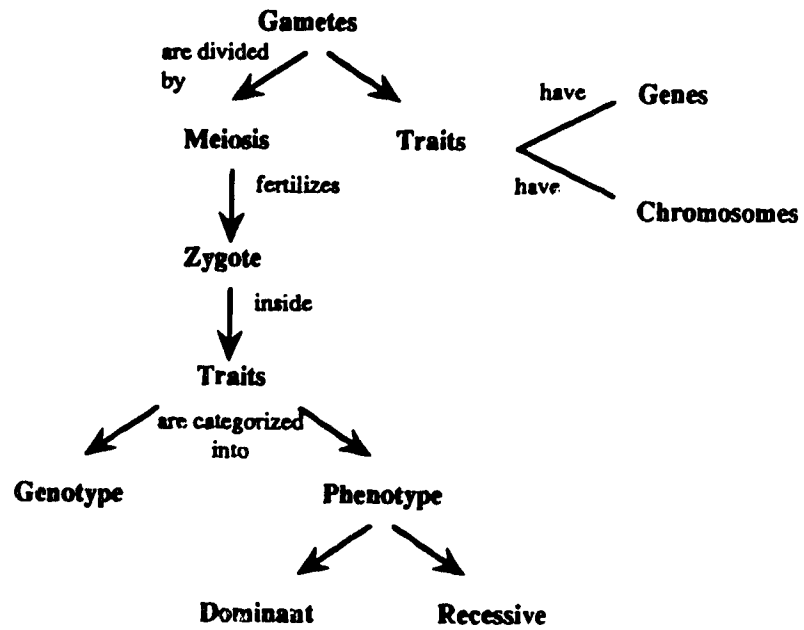 Gametes
are divided
by
have
Genes
Meiosis
Traits
fertilizes
have
Chromosomes
Zygote
inside
Traits
are categorized
into
Genotype
Phenotype
Dominant
Recessive